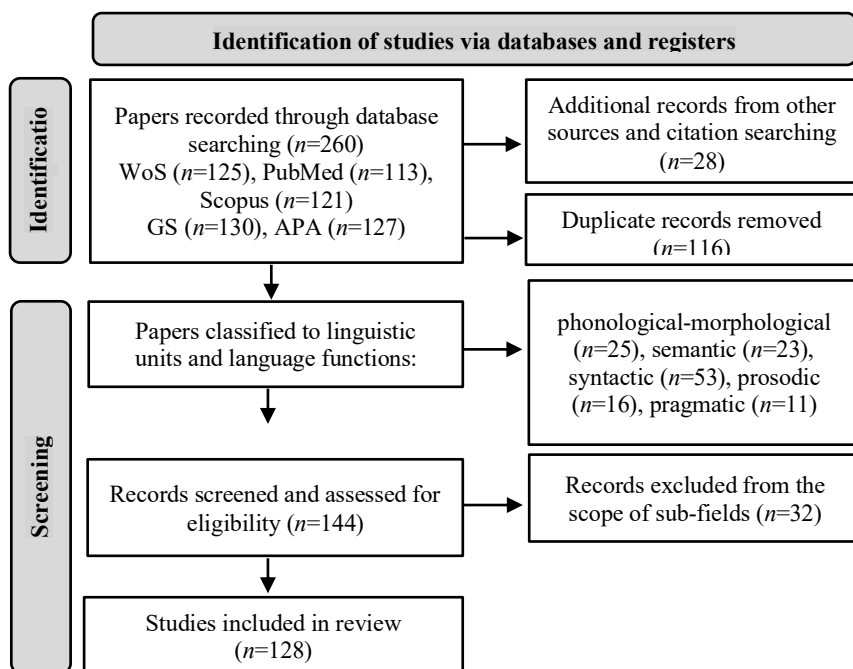 Identification of studies via databases and registers
Identificatio
Papers recorded through database
searching (n=260)
WoS (n=125), PubMed (n=113),
Scopus (n=121)
GS (n=130), APA (n=127)
Additional records from other
sources and citation searching
(n=28)
Duplicate records removed
(n=116)
Screening
Papers classified to linguistic
units and language functions:
phonological-morphological
(n=25), semantic (n=23),
syntactic (n=53), prosodic
(n=16), pragmatic (n=11)
Records screened and assessed for
eligibility (n=144)
Records excluded from the
scope of sub-fields (n=32)
Studies included in review
(n=128)